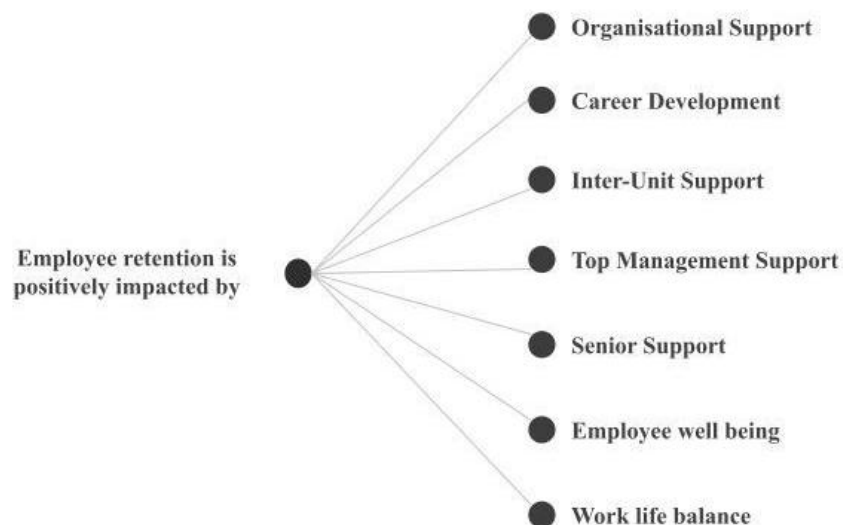 Employee retention is
positively impacted by
Organisational Support
Career Development
Inter-Unit Support
Top Management Support
Senior Support
Employee well being
Work life balance